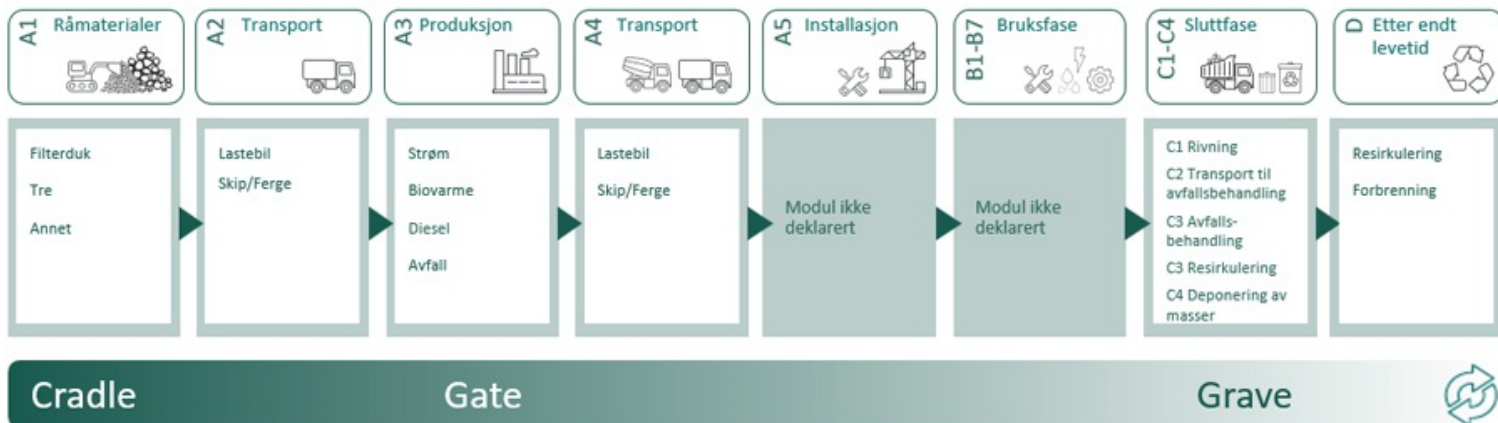 A1 Råmaterialer
A2 Transport
A3 Produksjon
A4 Transport
A5 Installasjon
B1-B7 Bruksfase
C1-C4 Sluttfase
D Etter endt
levetid
Filterduk
Tre
Annet
Lastebil
Skip/Ferge
Strøm
Biovarme
Diesel
Avfall
Lastebil
Skip/Ferge
Modul ikke
deklarert
Modul ikke
deklarert
C1 Rivning
C2 Transport til
avfallsbehandling
C3 Avfalls-
behandling
C3 Resirkulering
C4 Deponering av
masser
Resirkulering
Forbrenning
Cradle
Gate
Grave